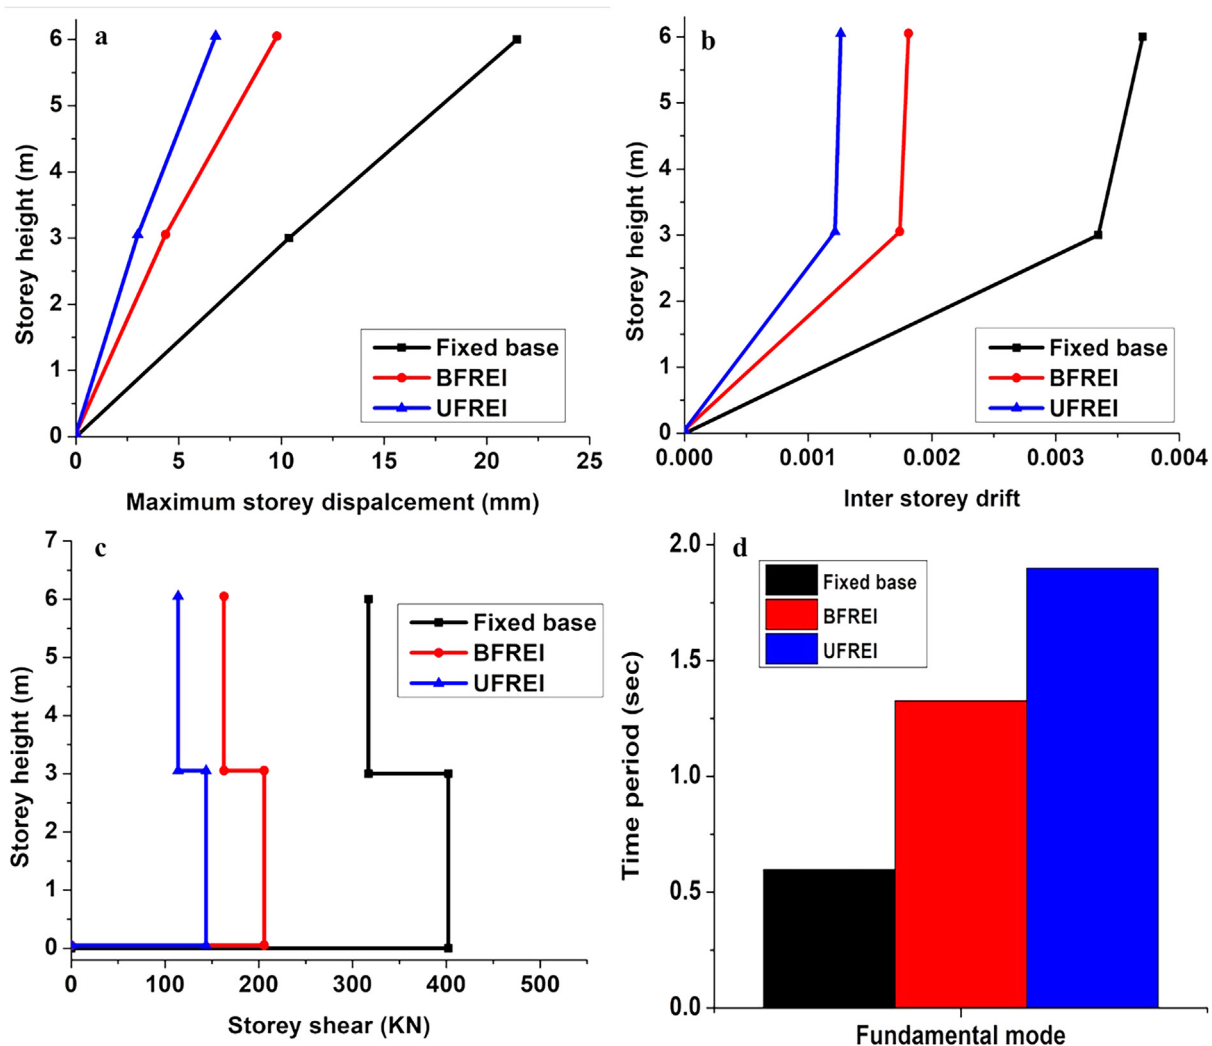 a
6
5
4
3
2
1
0
Storey height (m)
Fixed base
BFREI
UFREI
0 5 10 15 20 25
Maximum storey dispalcement (mm)
b
6
5
4
3
2
1
0
Storey height (m)
Fixed base
BFREI
UFREI
0.000 0.001 0.002 0.003 0.004
Inter storey drift
c
7
6
5
4
3
2
1
0
Storey height (m)
Fixed base
BFREI
UFREI
0 100 200 300 400 500
Storey shear (KN)
d
2.0
1.5
1.0
0.5
0.0
Time period (sec)
Fixed base
BFREI
UFREI
Fundamental mode